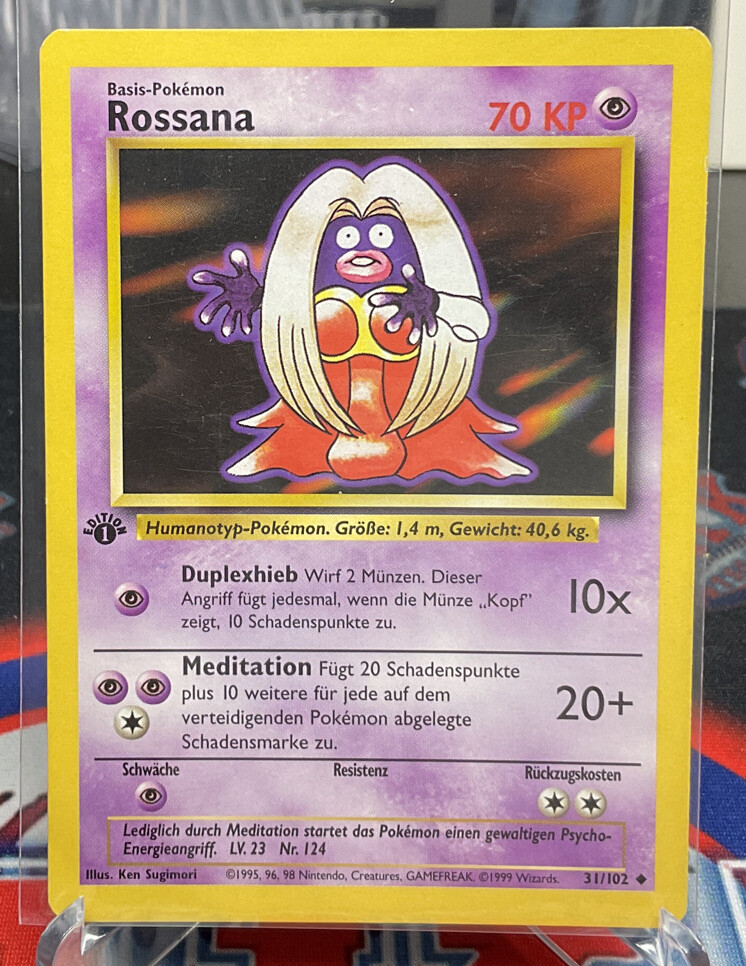 Basis-Pokémon
Rossana
70 KP
EDITION
1
Humanotyp-Pokémon. Größe: 1,4 m, Gewicht: 40,6 kg.
Duplexhieb Wirf 2 Münzen. Dieser
Angriff fügt jedesmal, wenn die Münze „Kopf”
zeigt, 10 Schadenspunkte zu.
10x
Meditation Fügt 20 Schadenspunkte
plus 10 weitere für jede auf dem
verteidigenden Pokémon abgelegte
Schadensmarke zu.
20+
Schwäche
Resistenz
Rückzugskosten
Lediglich durch Meditation startet das Pokémon einen gewaltigen Psycho-
Energieangriff. LV. 23 Nr. 124
Illus. Ken Sugimori
©1995, 96, 98 Nintendo, Creatures, GAMEFREAK. ©1999 Wizards.
31/102